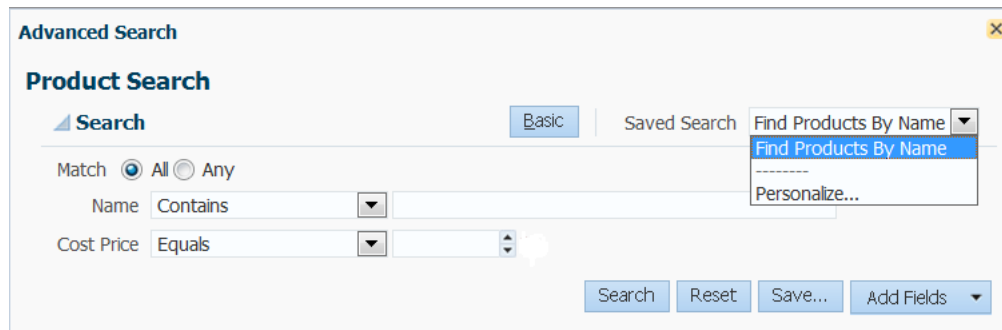 Advanced Search
Product Search
Search Basic Saved Search Find Products By Name
Find Products By Name
--------
Personalize...
Match All Any
Name Contains
Cost Price Equals
Search Reset Save... Add Fields